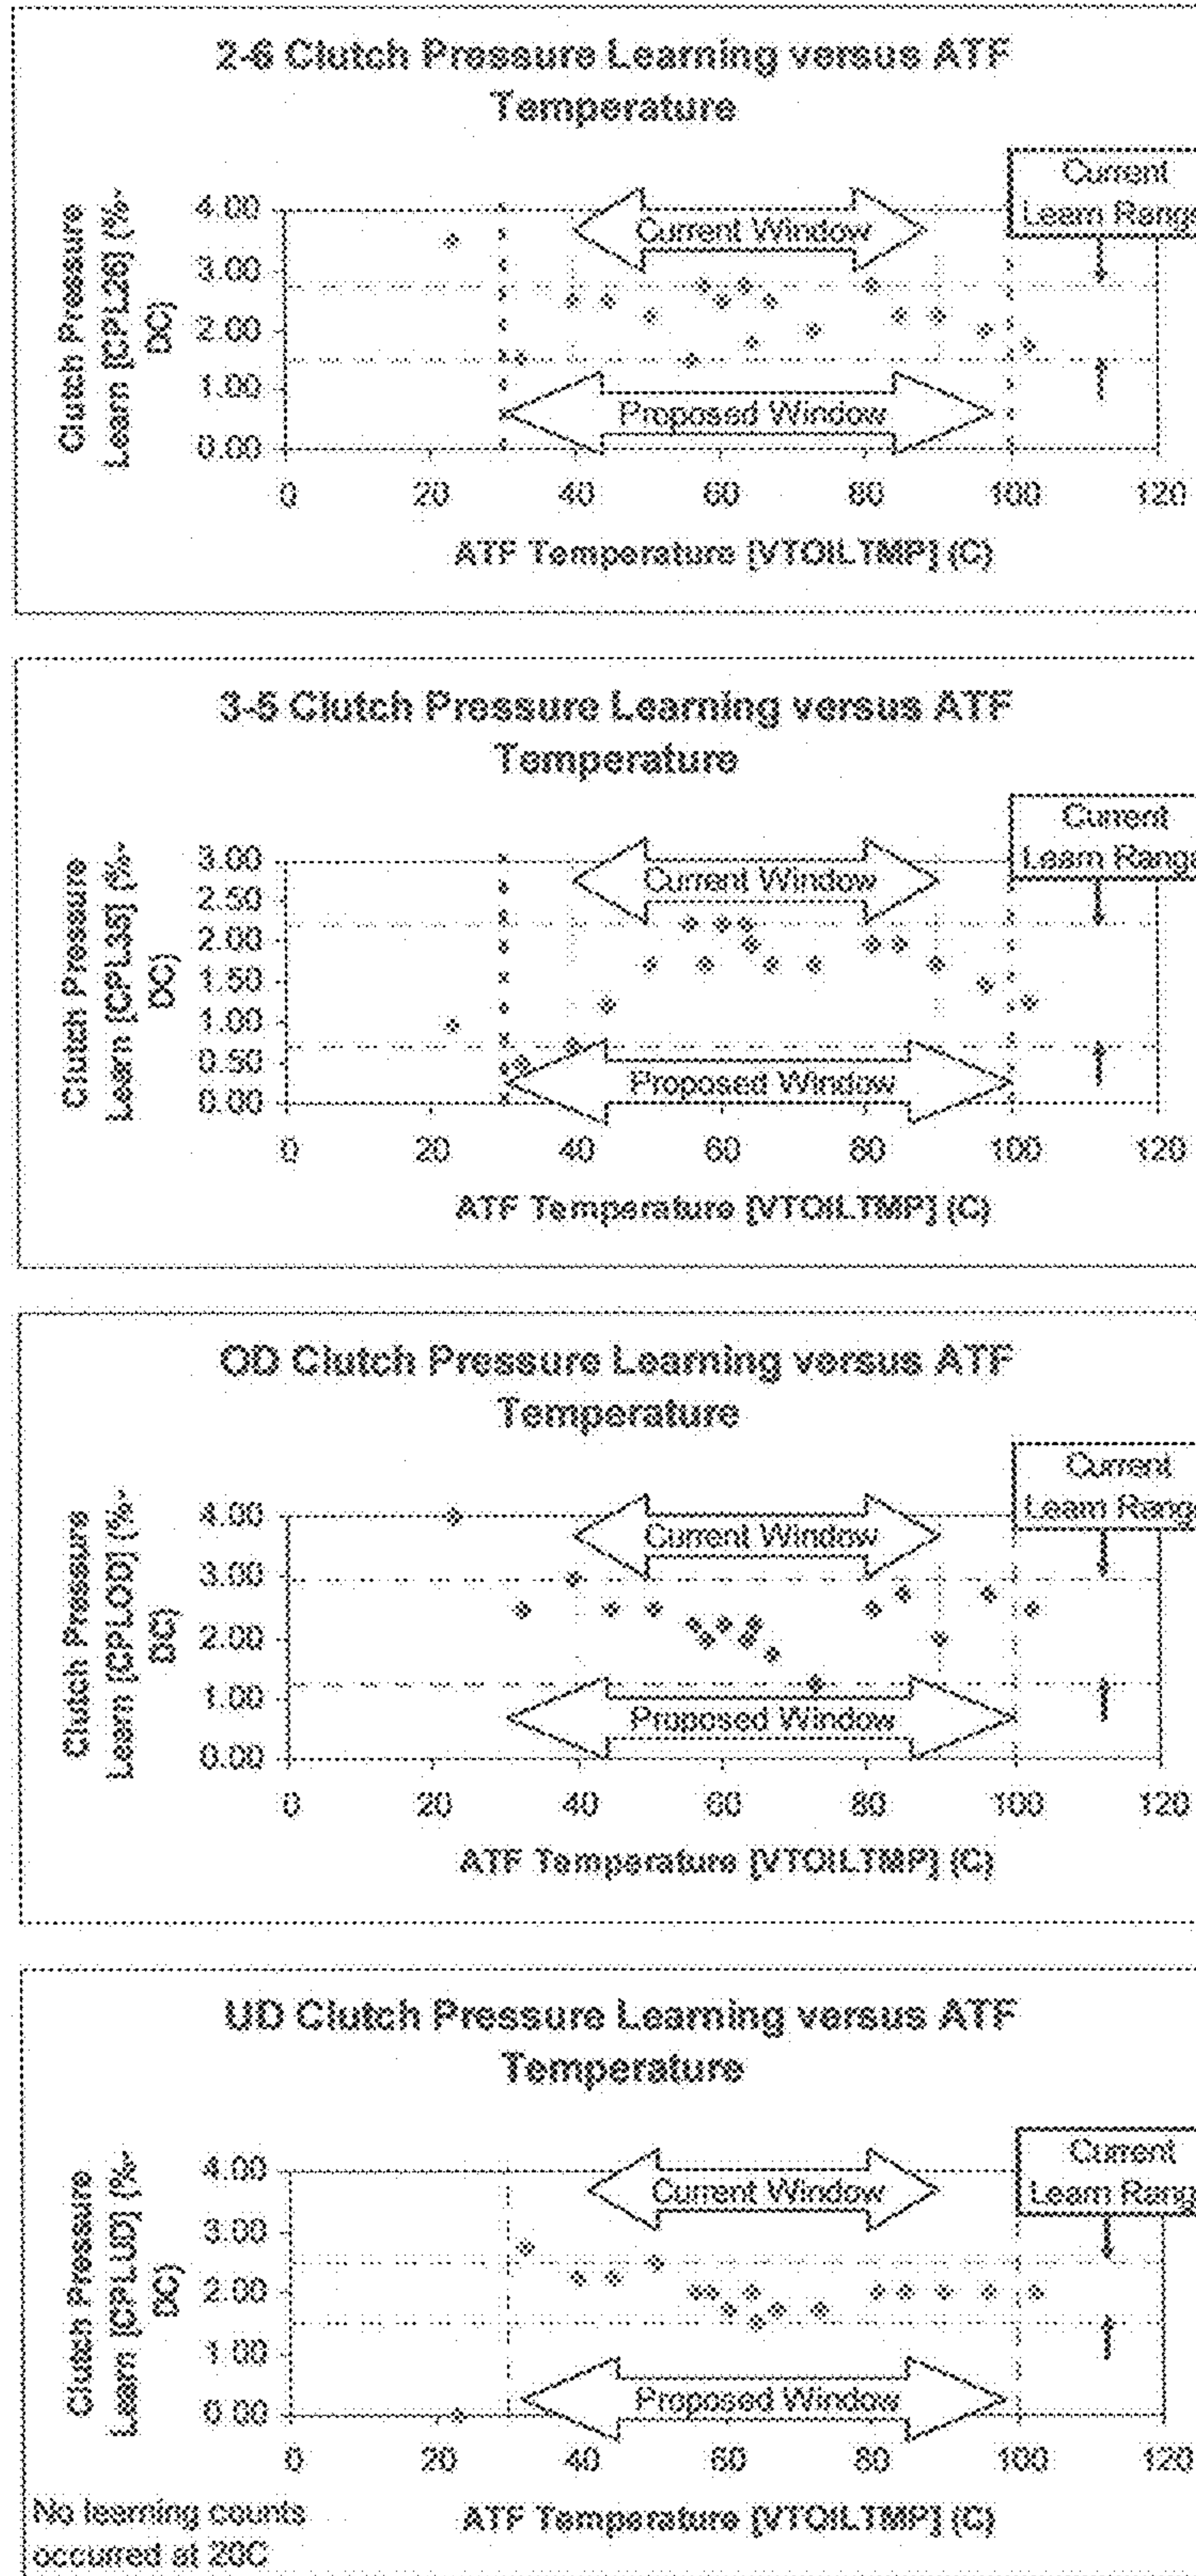 2-6 Clutch Pressure Learning versus ATF
Temperature
Current
Learn Rang
Clutch Pressure
Learn [CPL26] (%-
DC)
4.00
3.00
2.00
1.00
0.00
Current Window
Proposed Window
0 20 40 60 80 100 120
ATF Temperature [VTOILTMP] (C)
3-5 Clutch Pressure Learning versus ATF
Temperature
Current
Learn Rang
Clutch Pressure
Learn [CPL35] (%-
DC)
3.00
2.50
2.00
1.50
1.00
0.50
0.00
Current Window
Proposed Window
0 20 40 60 80 100 120
ATF Temperature [VTOILTMP] (C)
OD Clutch Pressure Learning versus ATF
Temperature
Current
Learn Rang
Clutch Pressure
Learn [CPLOD] (%-
DC)
4.00
3.00
2.00
1.00
0.00
Current Window
Proposed Window
0 20 40 60 80 100 120
ATF Temperature [VTOILTMP] (C)
UD Clutch Pressure Learning versus ATF
Temperature
Current
Learn Rang
Clutch Pressure
Learn [CPLUD] (%-
DC)
4.00
3.00
2.00
1.00
0.00
Current Window
Proposed Window
0 20 40 60 80 100 120
No learning counts
occurred at 20C
ATF Temperature [VTOILTMP] (C)